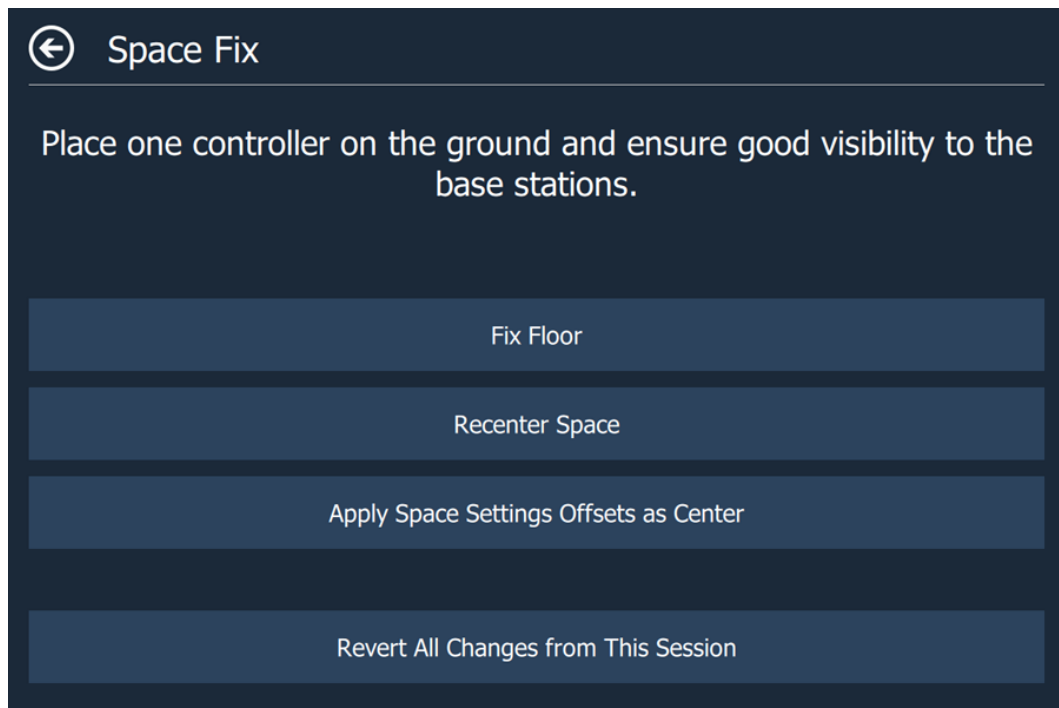 Space Fix
Place one controller on the ground and ensure good visibility to the
base stations.
Fix Floor
Recenter Space
Apply Space Settings Offsets as Center
Revert All Changes from This Session